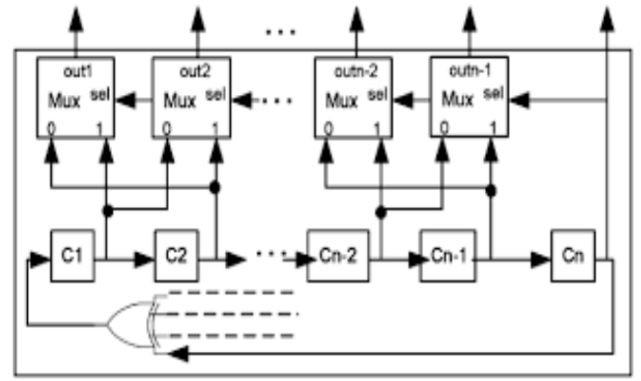 ...
out1 out2 outn-2 outn-1
Mux sel Mux sel ... Mux sel Mux sel
0 1 0 1 0 1 0 1
C1 C2 ... Cn-2 Cn-1 Cn